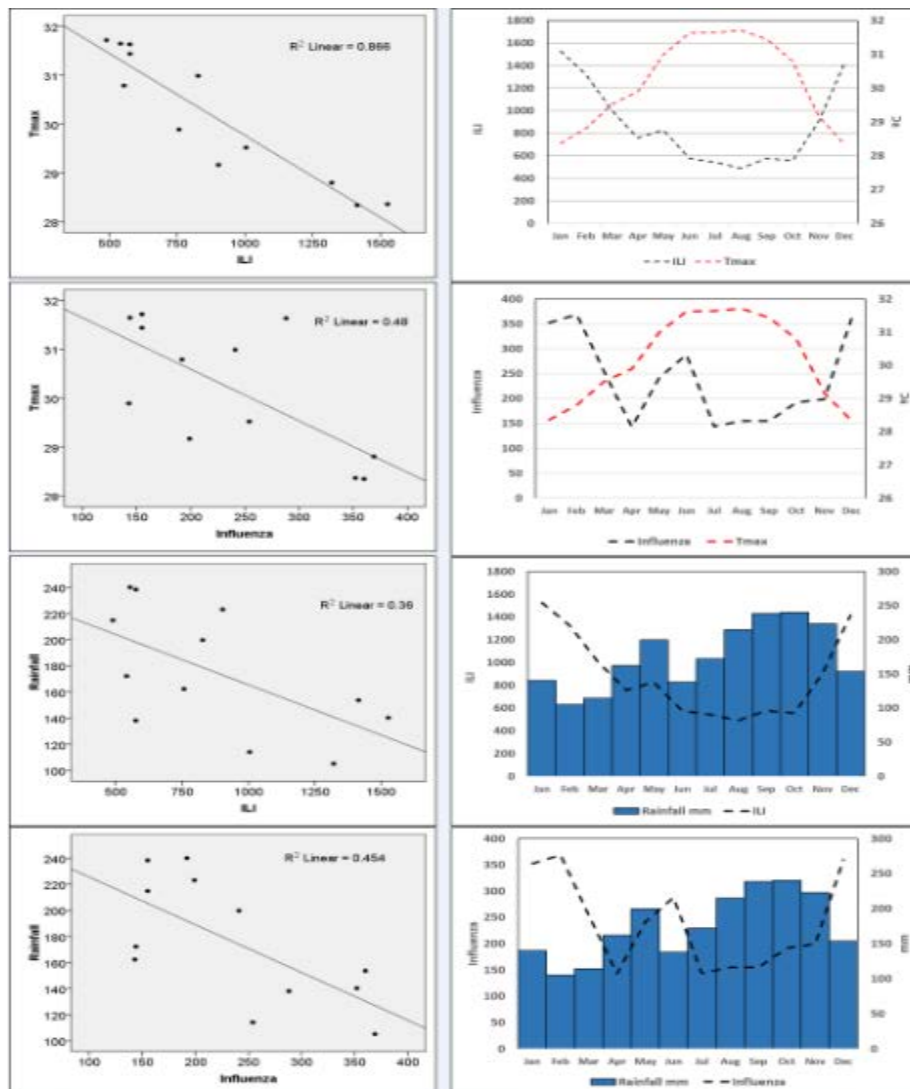 R² Linear = 0.866
Tmax
32
31
30
29
28
500 750 1000 1250 1500
ILI
1800
1600
1400
1200
1000
800
600
400
200
0
ILI
32
31
30
29
28
27
26
ºC
Jan Feb Mar Apr May Jun Jul Aug Sep Oct Nov Dec
ILI Tmax
R² Linear = 0.48
Tmax
32
31
30
29
28
100 150 200 250 300 350 400
Influenza
400
350
300
250
200
150
100
50
0
Influenza
32
31
30
29
28
27
26
ºC
Jan Feb Mar Apr May Jun Jul Aug Sep Oct Nov Dec
Influenza Tmax
R² Linear = 0.36
Rainfall
240
220
200
180
160
140
120
100
500 750 1000 1250 1500
ILI
1800
1600
1400
1200
1000
800
600
400
200
0
ILI
300
250
200
150
100
50
0
mm
Jan Feb Mar Apr May Jun Jul Aug Sep Oct Nov Dec
Rainfall mm ILI
R² Linear = 0.454
Rainfall
240
220
200
180
160
140
120
100
100 150 200 250 300 350 400
Influenza
400
350
300
250
200
150
100
50
0
Influenza
300
250
200
150
100
50
0
mm
Jan Feb Mar Apr May Jun Jul Aug Sep Oct Nov Dec
Rainfall mm Influenza